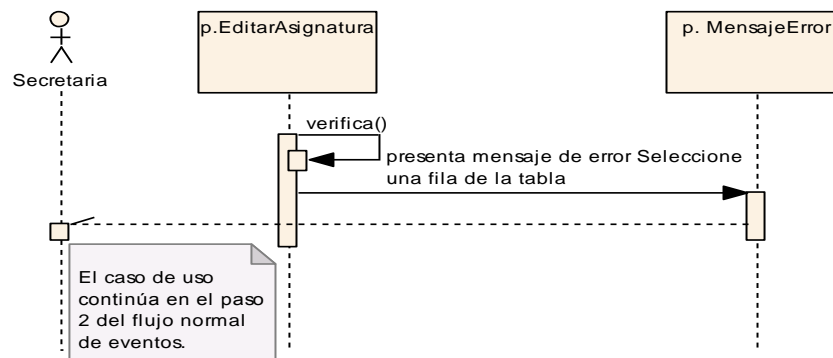 p.EditarAsignatura
p. MensajeError
Secretaria
verifica()
presenta mensaje de error Seleccione
una fila de la tabla
El caso de uso
continúa en el paso
2 del flujo normal
de eventos.